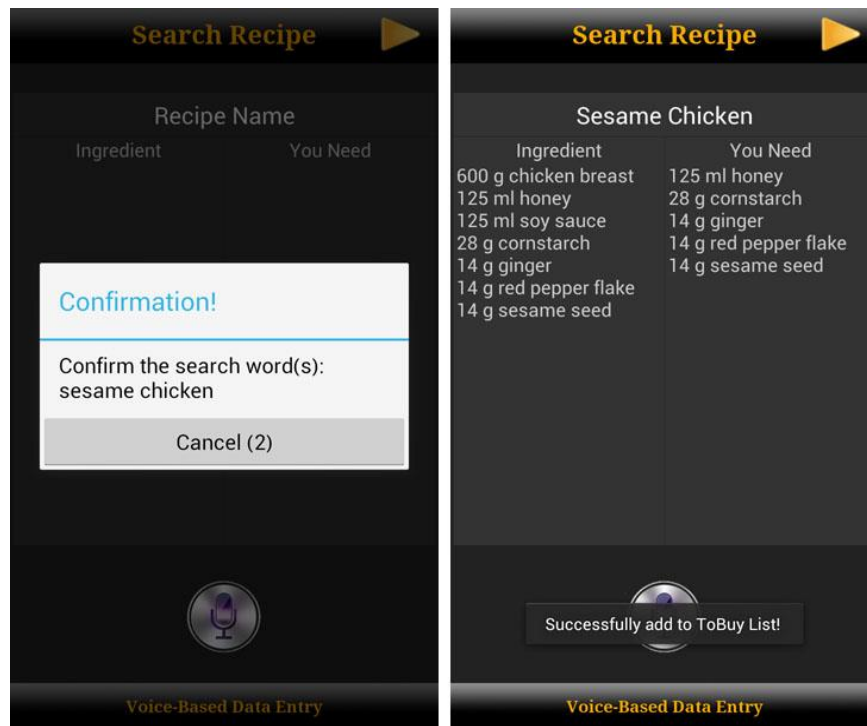 Search Recipe
Recipe Name
Ingredient You Need
Confirmation!
Confirm the search word(s):
sesame chicken
Cancel (2)
Voice-Based Data Entry
Search Recipe
Sesame Chicken
Ingredient
600 g chicken breast
125 ml honey
125 ml soy sauce
28 g cornstarch
14 g ginger
14 g red pepper flake
14 g sesame seed
You Need
125 ml honey
28 g cornstarch
14 g ginger
14 g red pepper flake
14 g sesame seed
Successfully add to ToBuy List!
Voice-Based Data Entry